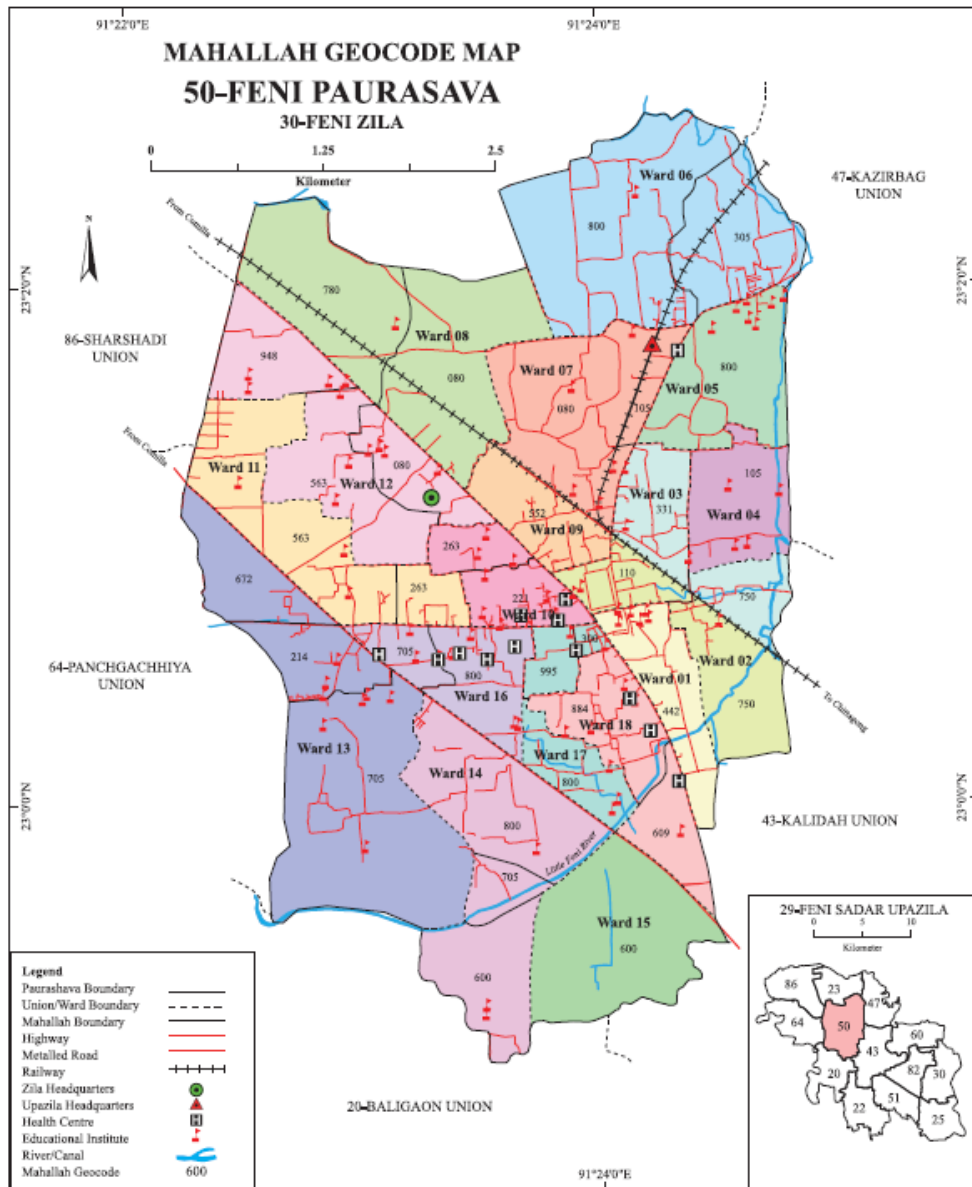 91°22'0"E
91°24'0"E
MAHALLAH GEOCODE MAP
50-FENI PAURASAVA
30-FENI ZILA
0 1.25 2.5
Kilometer
N
47-KAZIRBAG
UNION
23°2'0"N
23°2'0"N
86-SHARSHADI
UNION
From Comilla
From Comilla
Ward 06
800
305
780
Ward 08
080
948
Ward 07
080
705
Ward 05
800
Ward 11
563
Ward 12
080
563
Ward 03
331
105
Ward 04
352
Ward 09
263
672
263
221
Ward 10
110
750
64-PANCHGACHHIYA
UNION
214
705
800
Ward 16
995
300
Ward 01
442
Ward 02
750
To Chittagong
884
Ward 18
Ward 13
705
Ward 14
800
Ward 17
800
23°0'0"N
23°0'0"N
43-KALIDAH UNION
609
705
Little Feni River
Ward 15
600
600
20-BALIGAON UNION
91°24'0"E
Legend
Paurashava Boundary
Union/Ward Boundary
Mahallah Boundary
Highway
Metalled Road
Railway
Zila Headquarters
Upazila Headquarters
H Health Centre
Educational Institute
River/Canal
Mahallah Geocode 600
29-FENI SADAR UPAZILA
0 5 10
Kilometer
86
23
47
64
50
43
60
20
82
30
22
51
25